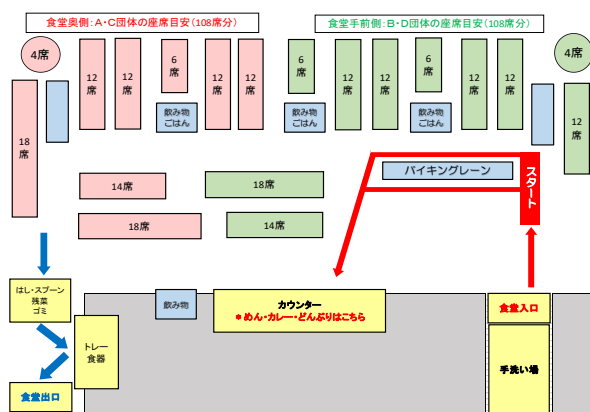 食堂奥側：A・C団体の座席目安（108席分）
食堂手前側：B・D団体の座席目安（108席分）
4席
12席
12席
6席
12席
12席
6席
12席
12席
6席
12席
12席
4席
飲み物
ごはん
飲み物
ごはん
飲み物
ごはん
18席
12席
バイキングレーン
スタート
14席
18席
18席
14席
はし・スプーン
残菜
ゴミ
飲み物
カウンター
＊めん・カレー・どんぶりはこちら
食堂入口
トレー
食器
手洗い場
食堂出口